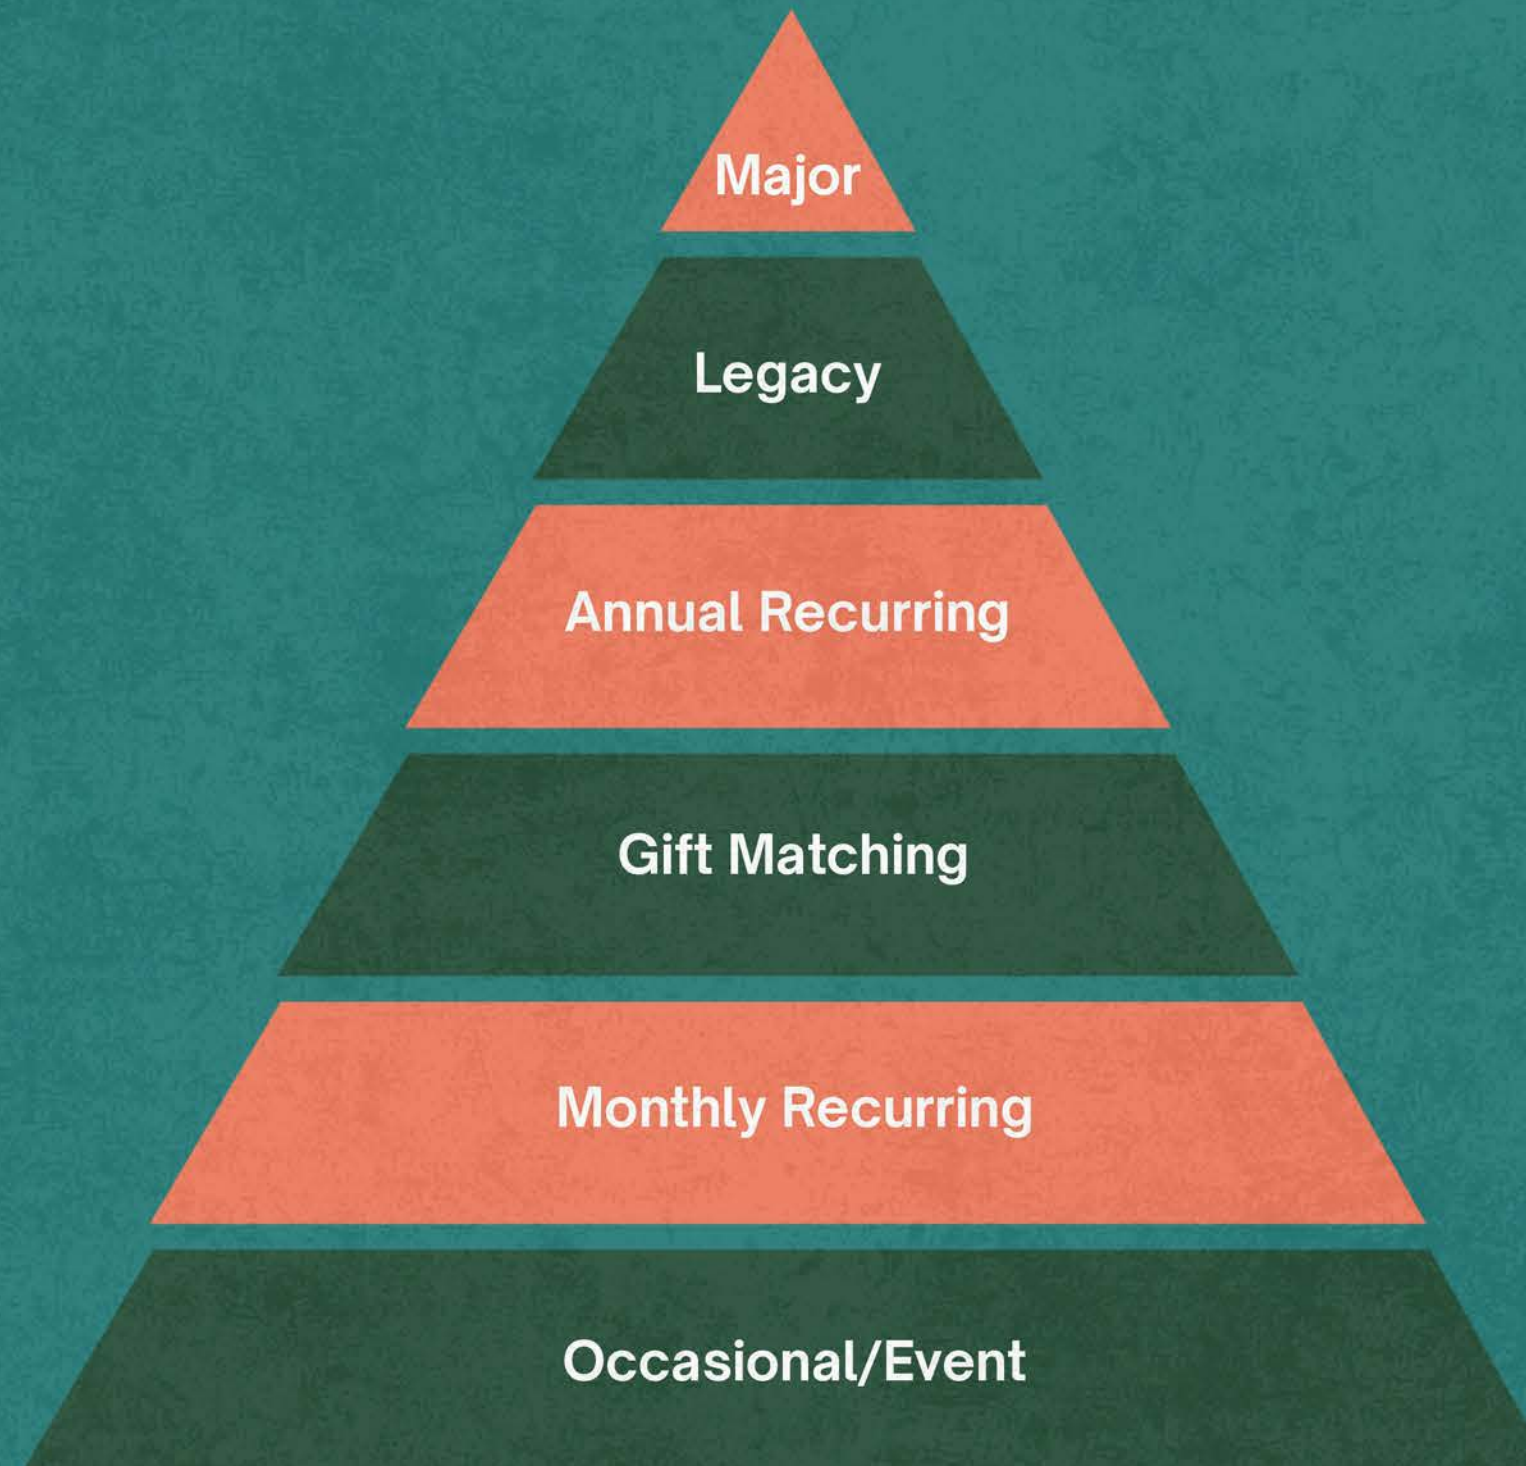 Major
Legacy
Annual Recurring
Gift Matching
Monthly Recurring
Occasional/Event